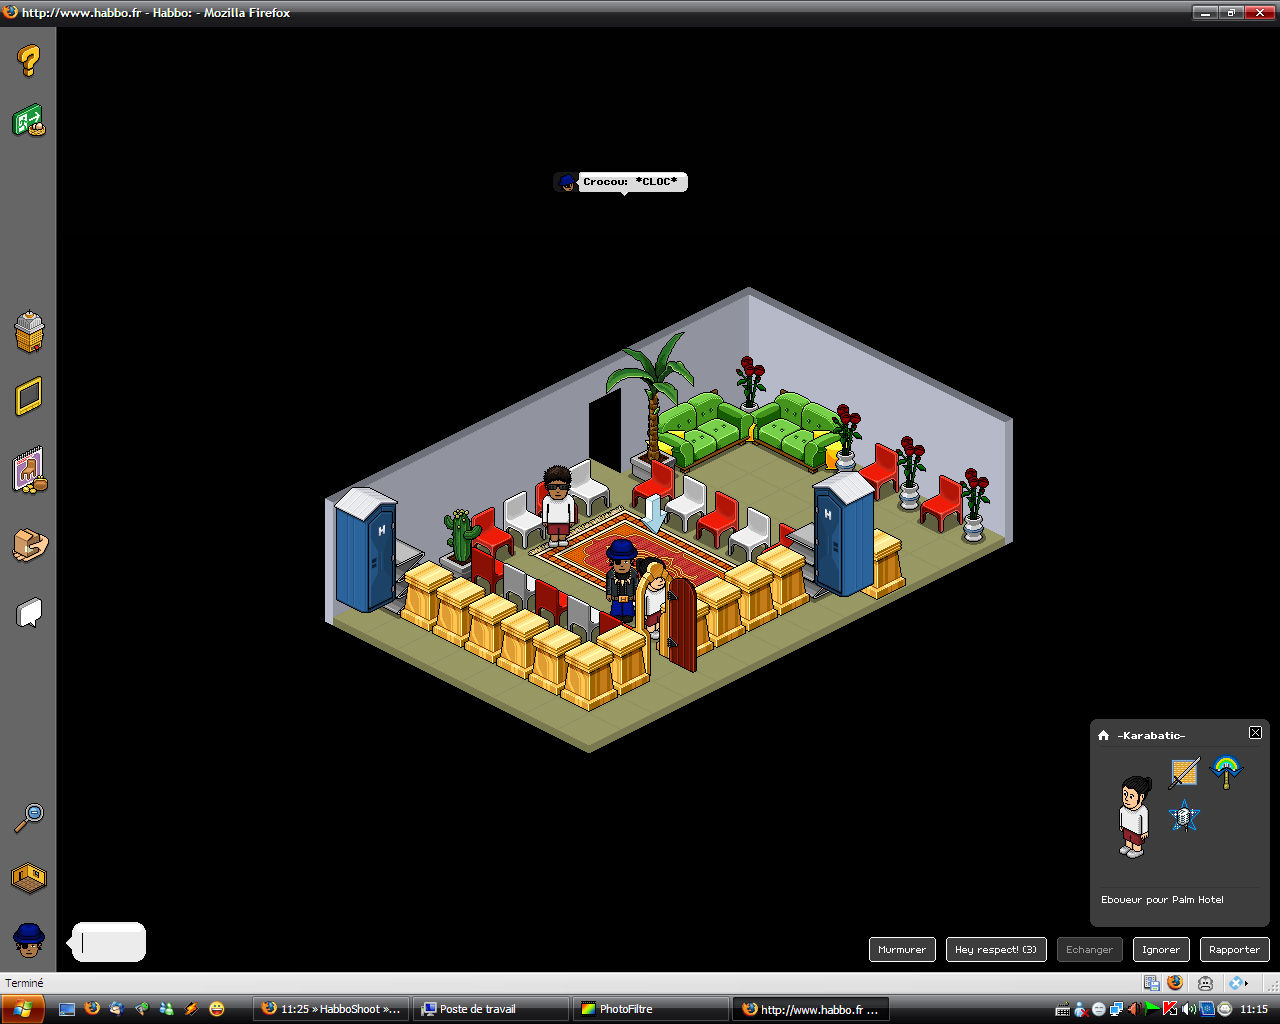 http://www.habbo.fr - Habbo: - Mozilla Firefox
Crocou: *CLOC*
H
H
-Karabatic-
Eboueur pour Palm Hotel
Murmurer
Hey respect! (3)
Echanger
Ignorer
Rapporter
Terminé
11:25 » HabboShoot »...
Poste de travail
PhotoFiltre
http://www.habbo.fr ...
11:15